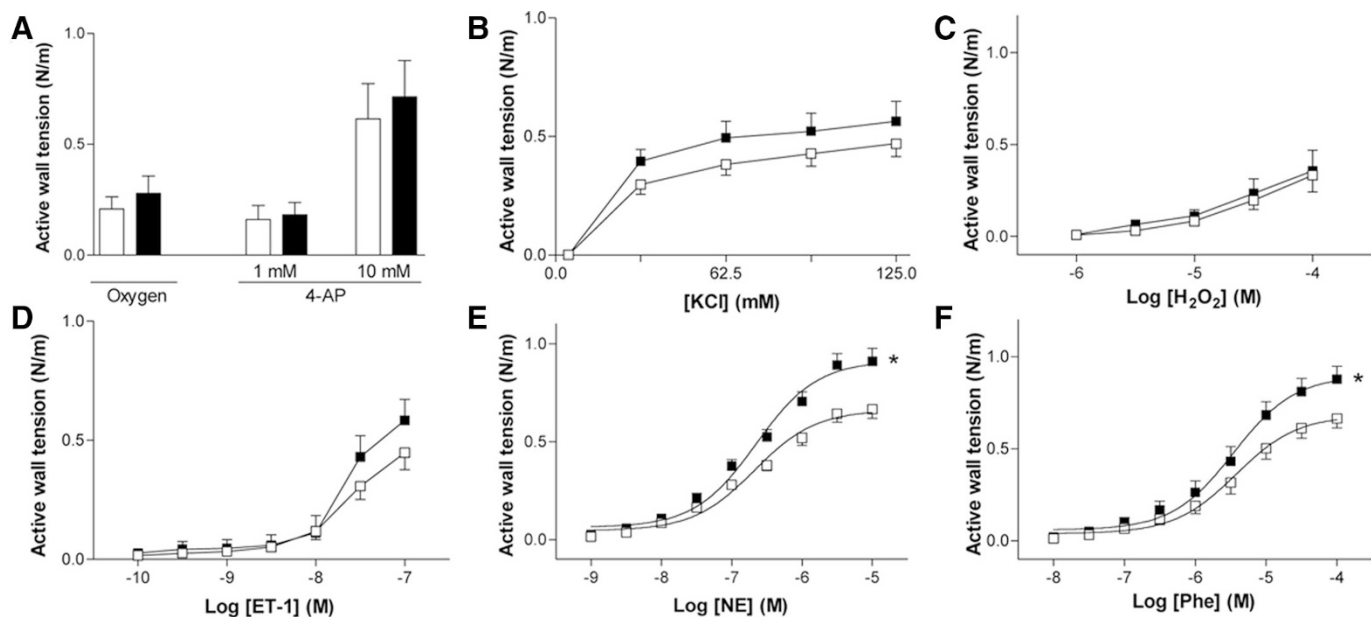 A
Active wall tension (N/m)
1.0
0.5
0.0
1 mM 10 mM
Oxygen 4-AP
B
Active wall tension (N/m)
1.0
0.5
0.0
0.0 62.5 125.0
[KCl] (mM)
C
Active wall tension (N/m)
1.0
0.5
0.0
-6 -5 -4
Log [H₂O₂] (M)
D
Active wall tension (N/m)
1.0
0.5
0.0
-10 -9 -8 -7
Log [ET-1] (M)
E
Active wall tension (N/m)
1.0
0.5
0.0
*
-9 -8 -7 -6 -5
Log [NE] (M)
F
Active wall tension (N/m)
1.0
0.5
0.0
*
-8 -7 -6 -5 -4
Log [Phe] (M)